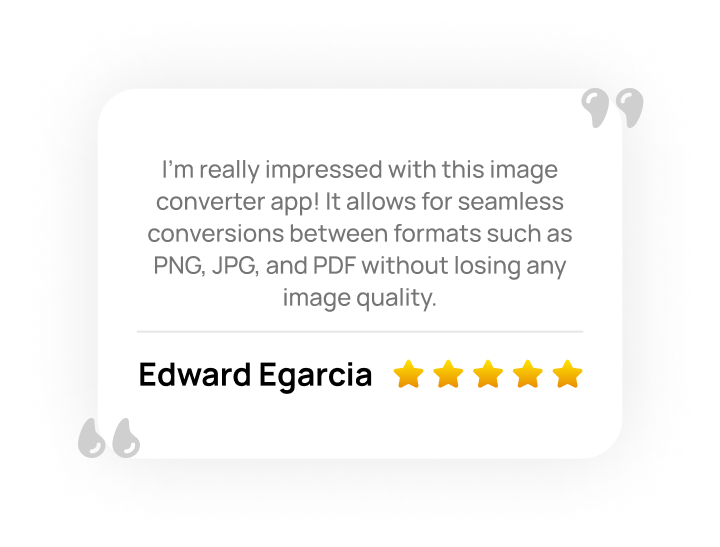 I'm really impressed with this image
converter app! It allows for seamless
conversions between formats such as
PNG, JPG, and PDF without losing any
image quality.
Edward Egarcia